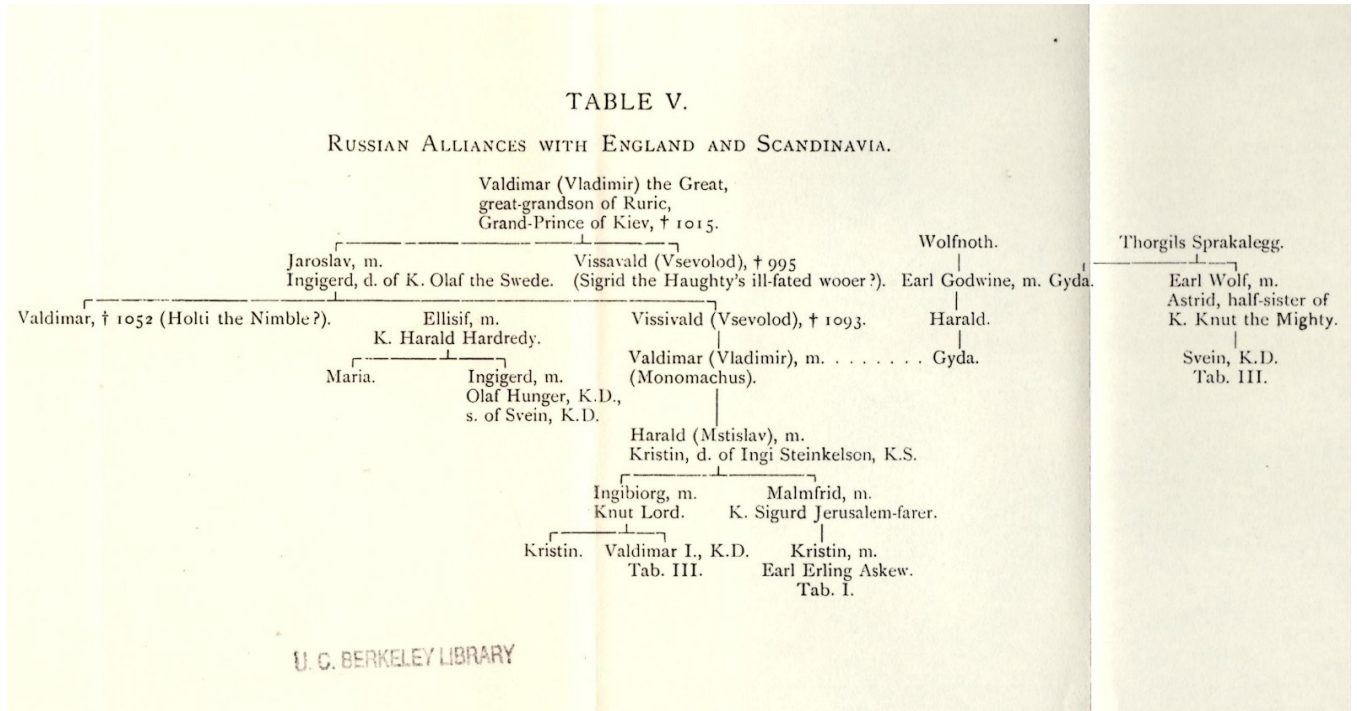 TABLE V.
RUSSIAN ALLIANCES WITH ENGLAND AND SCANDINAVIA.
Valdimar (Vladimir) the Great,
great-grandson of Ruric,
Grand-Prince of Kiev, † 1015.
Wolfnoth.
Thorgils Sprakalegg.
Jaroslav, m.
Ingigerd, d. of K. Olaf the Swede.
Vissavald (Vsevolod), † 995
(Sigrid the Haughty's ill-fated wooer?).
Earl Godwine, m. Gyda.
Earl Wolf, m.
Astrid, half-sister of
K. Knut the Mighty.
Valdimar, † 1052 (Holti the Nimble?).
Ellisif, m.
K. Harald Hardredy.
Vissivald (Vsevolod), † 1093.
Harald.
Maria.
Ingigerd, m.
Olaf Hunger, K.D.,
s. of Svein, K.D.
Valdimar (Vladimir), m. . . . . . . . . Gyda.
(Monomachus).
Svein, K.D.
Tab. III.
Harald (Mstislav), m.
Kristin, d. of Ingi Steinkelson, K.S.
Ingibiorg, m.
Knut Lord.
Malmfrid, m.
K. Sigurd Jerusalem-farer.
Kristin.
Valdimar I., K.D.
Tab. III.
Kristin, m.
Earl Erling Askew.
Tab. I.
U. C. BERKELEY LIBRARY